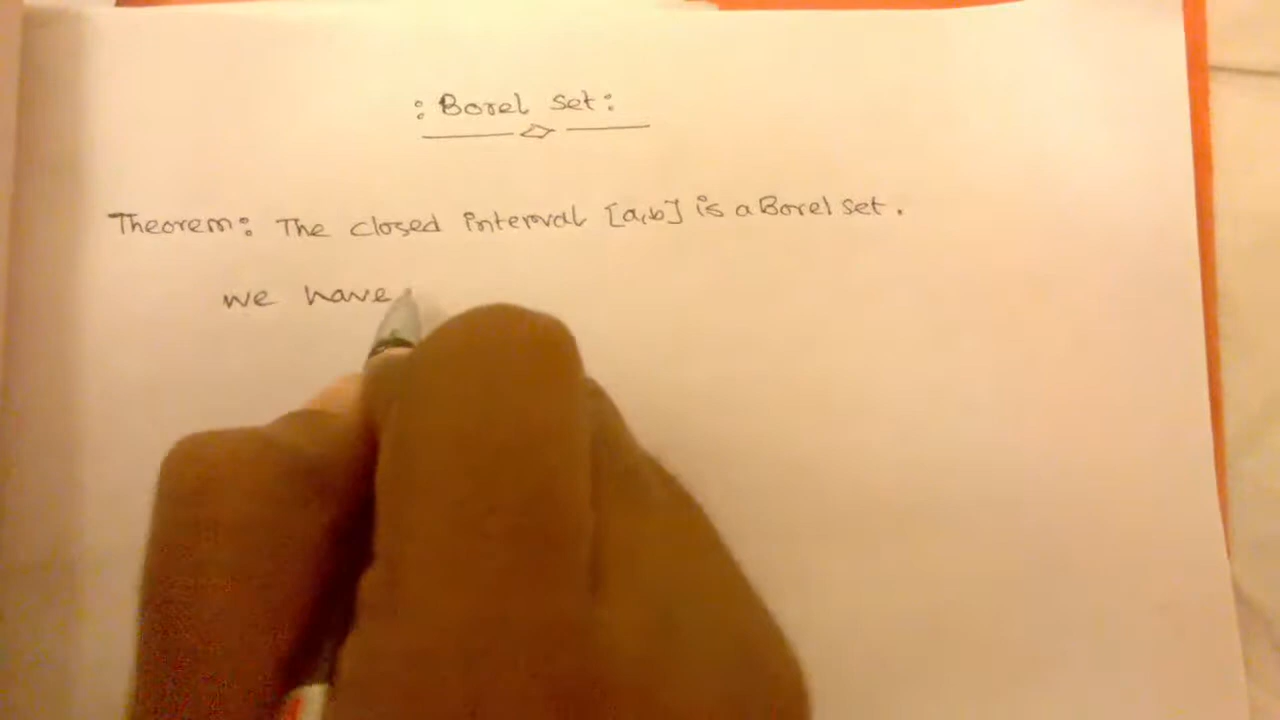 : Borel set:
Theorem: The closed interval [a,b] is a Borel set.
we have